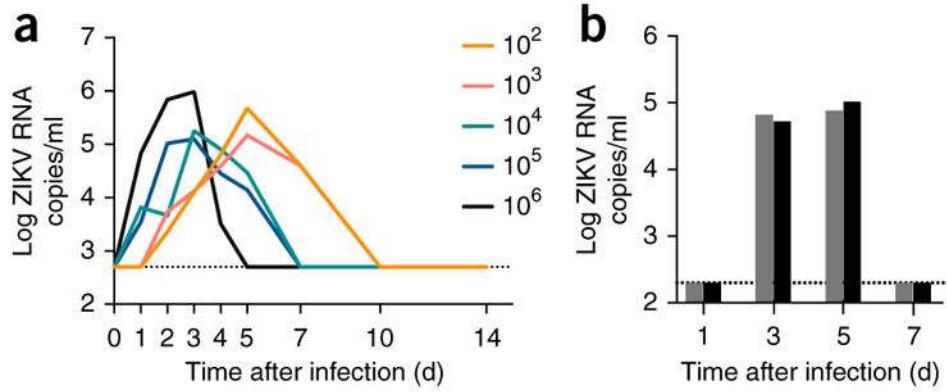 a
7
6
5
4
3
2
Log ZIKV RNA
copies/ml
0 1 2 3 4 5 7 10 14
Time after infection (d)
10²
10³
10⁴
10⁵
10⁶
b
6
5
4
3
2
Log ZIKV RNA
copies/ml
1 3 5 7
Time after infection (d)